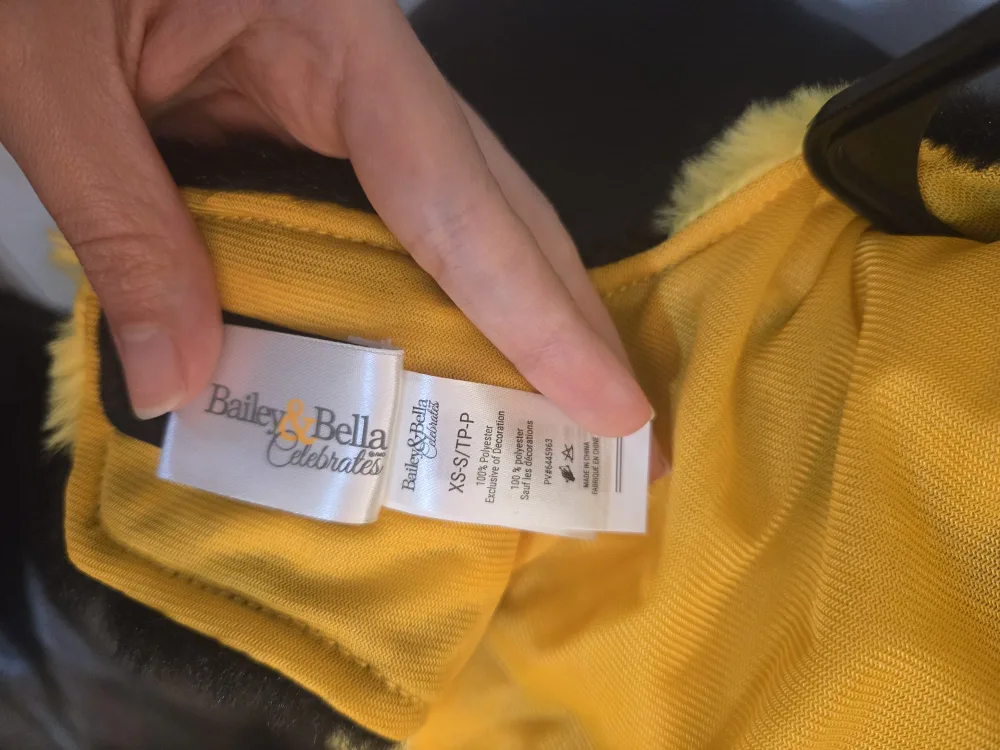 Bailey&Bella
Celebrates
Bailey&Bella
Celebrates
XS-S/TP-P
100% Polyester
Exclusive of Decoration
100 % polyester
Sauf les décorations
PV#6445963
MADE IN CHINA
FABRIQUÉ EN CHINE